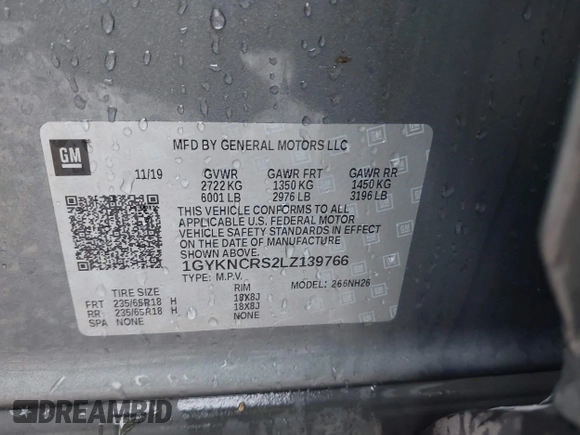 GM
MFD BY GENERAL MOTORS LLC
11/19 GVWR GAWR FRT GAWR RR
2722 KG 1350 KG 1450 KG
6001 LB 2976 LB 3196 LB
THIS VEHICLE CONFORMS TO ALL
APPLICABLE U.S. FEDERAL MOTOR
VEHICLE SAFETY STANDARDS IN EFFECT
ON THE DATE OF MANUFACTURE
SHOWN ABOVE.
1GYKNCRS2LZ139766
TYPE: M.P.V. MODEL: 266NH26
TIRE SIZE RIM
FRT 235/65R18 H 18X8J
RR 235/65R18 H 18X8J
SPA NONE NONE
DREAMBID